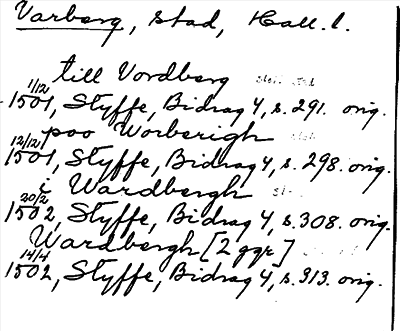 Varberg, stad, Hall. l.
till Vordberg
1/12 1501, Styffe, Bidrag 4, s. 291. orig.
poo Worberigh
12/12 1501, Styffe, Bidrag 4, s. 298. orig.
i Wardbergh
20/2 1502, Styffe, Bidrag 4, s. 308. orig.
Wardbergh [2 ggr]
14/4 1502, Styffe, Bidrag 4, s. 313. orig.